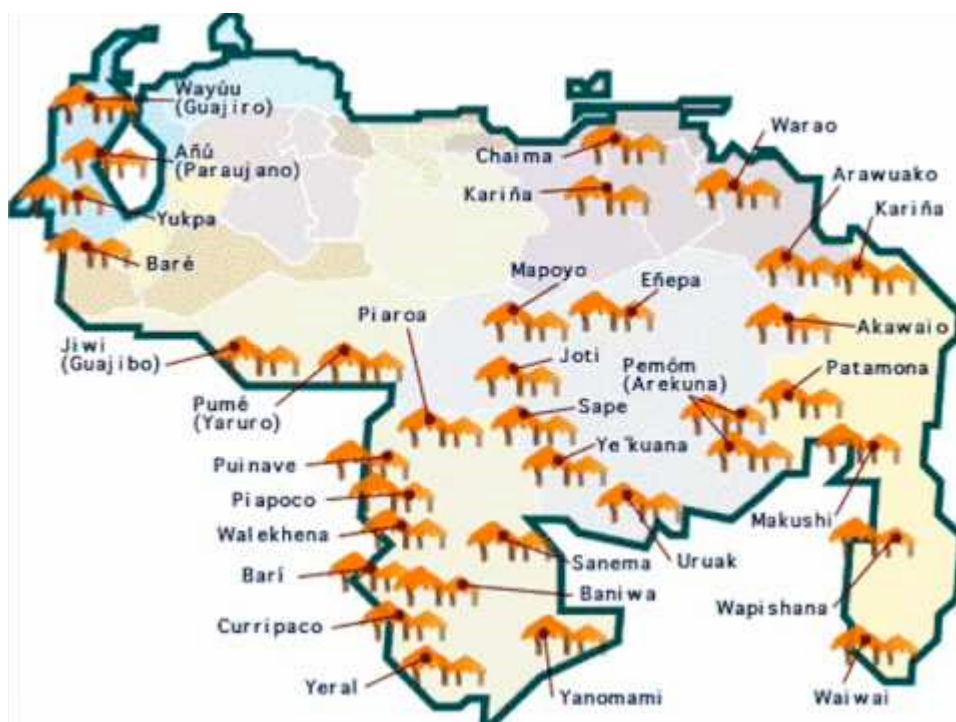 Wayúu
(Guajiro)
Añú
(Paraujano)
Yukpa
Baré
Chaima
Kariña
Warao
Arawuako
Kariña
Mapoyo
Eñepa
Piaroa
Akawaio
Jiwi
(Guajibo)
Joti
Pemóm
(Arekuna)
Patamona
Pumé
(Yaruro)
Sape
Ye'kuana
Puinave
Piapoco
Walekhena
Makushi
Sanema
Uruak
Barí
Baniwa
Wapishana
Curripaco
Yeral
Yanomami
Waiwai